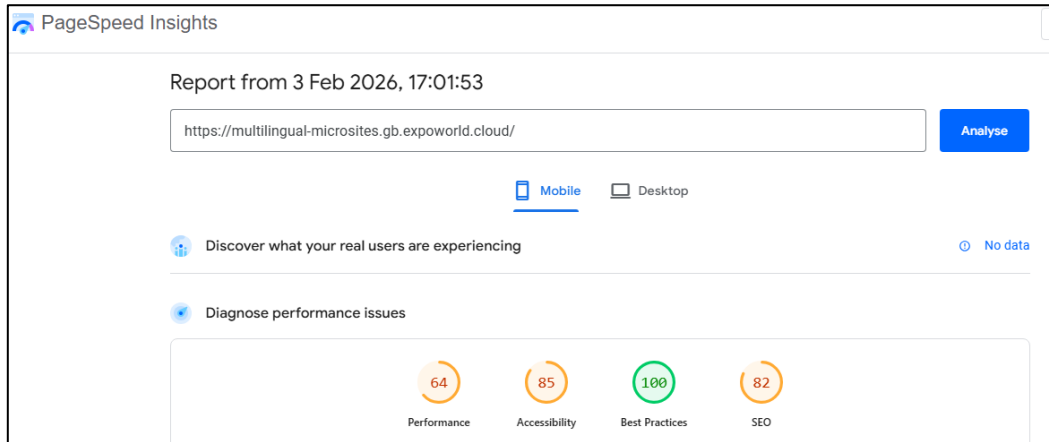 PageSpeed Insights
Report from 3 Feb 2026, 17:01:53
https://multilingual-microsites.gb.expoworld.cloud/
Analyse
Mobile
Desktop
Discover what your real users are experiencing
No data
Diagnose performance issues
64
85
100
82
Performance
Accessibility
Best Practices
SEO